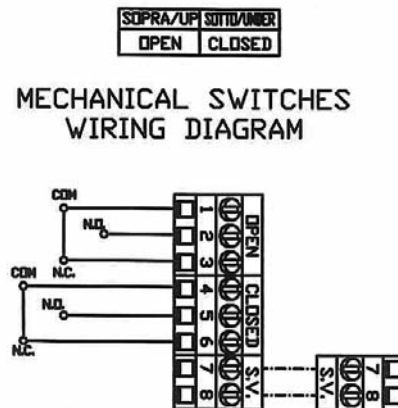 SOPRA/UP SOTTO/UNDER
OPEN CLOSED
MECHANICAL SWITCHES
WIRING DIAGRAM
COM
N.O.
N.C.
COM
N.O.
N.C.
1
2
3
4
5
6
7
8
OPEN
CLOSED
S.V.
S.V.
7
8